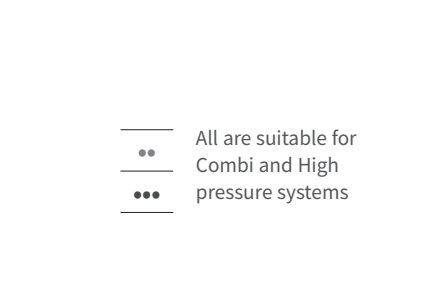 All are suitable for
Combi and High
pressure systems